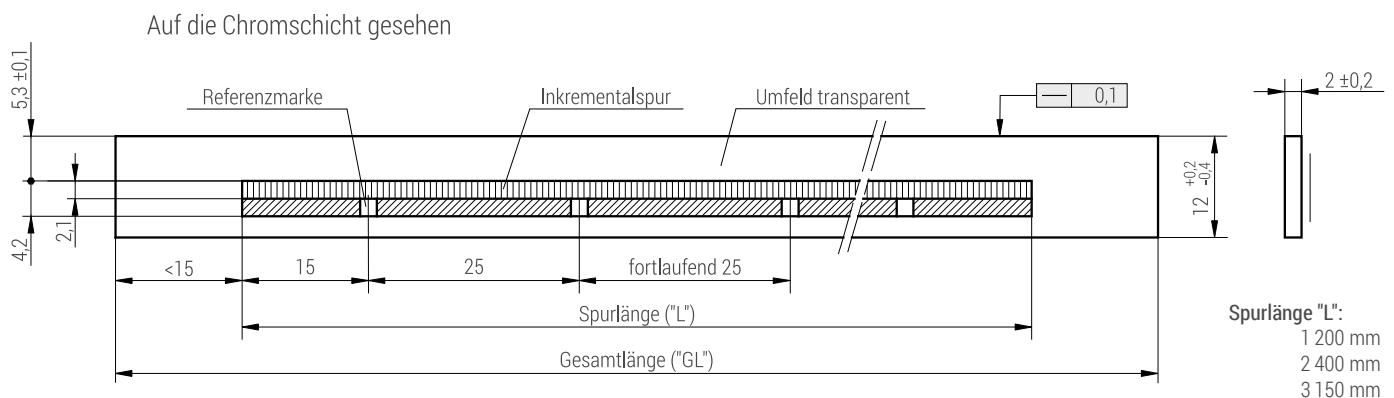 Auf die Chromschicht gesehen
5,3 ±0,1
Referenzmarke
Inkrementalspur
Umfeld transparent
0,1
2 ±0,2
12 +0,2 -0,4
2,1
4,2
<15
15
25
fortlaufend 25
Spurlänge ("L")
Gesamtlänge ("GL")
Spurlänge "L":
1 200 mm
2 400 mm
3 150 mm